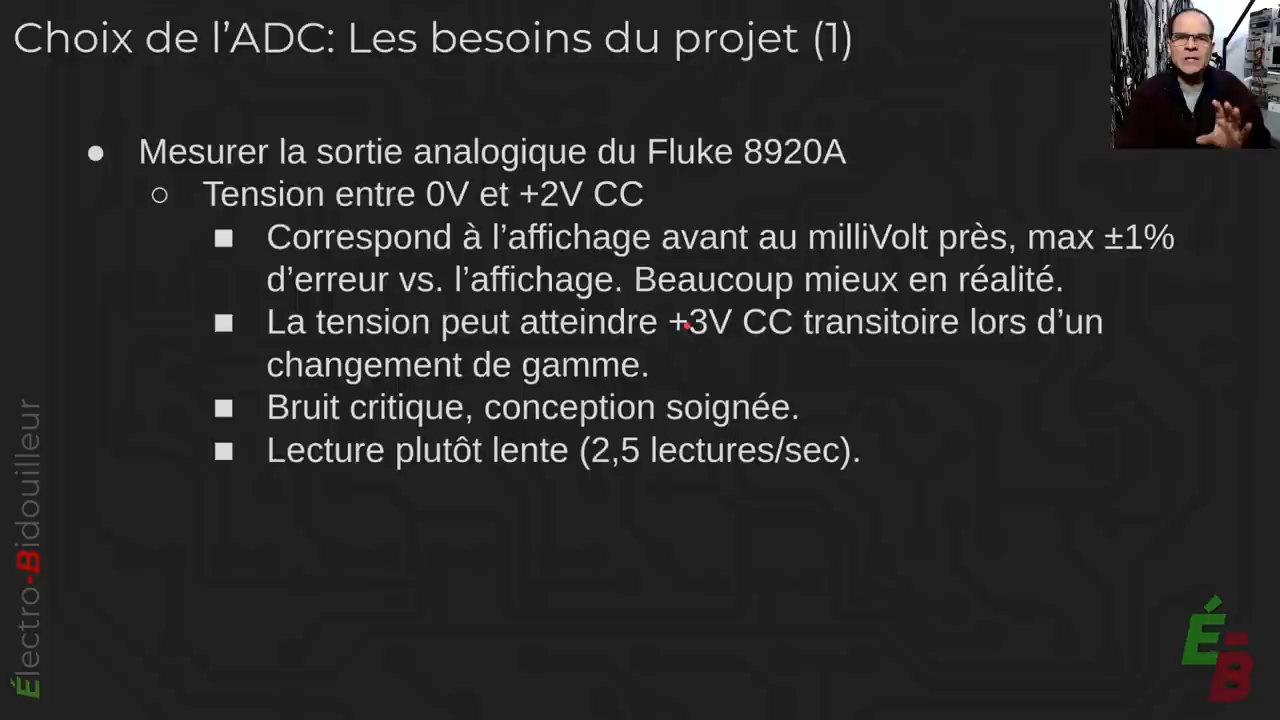 Choix de l’ADC: Les besoins du projet (1)
● Mesurer la sortie analogique du Fluke 8920A
○ Tension entre 0V et +2V CC
■ Correspond à l’affichage avant au milliVolt près, max ±1%
d’erreur vs. l’affichage. Beaucoup mieux en réalité.
■ La tension peut atteindre +3V CC transitoire lors d’un
changement de gamme.
■ Bruit critique, conception soignée.
■ Lecture plutôt lente (2,5 lectures/sec).
Électro-Bidouilleur
É-B